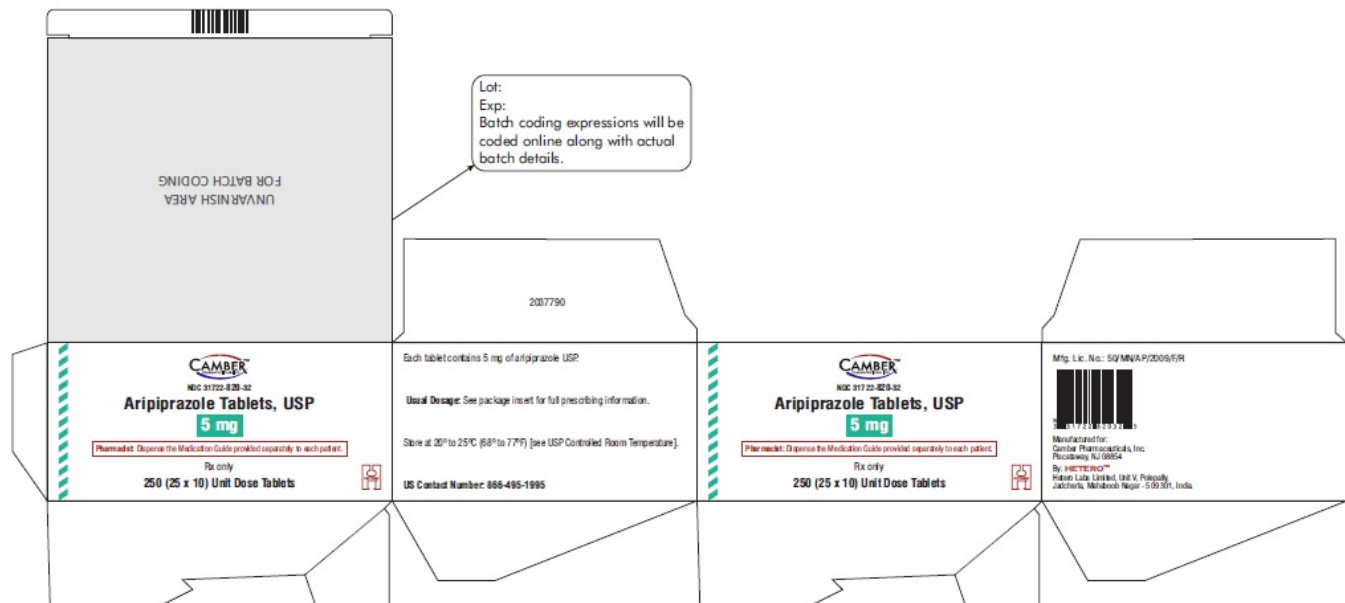 Lot:
Exp:
Batch coding expressions will be
coded online along with actual
batch details.
UNVARNISH AREA
FOR BATCH CODING
2037790
CAMBER™
NDC 31722-820-32
Aripiprazole Tablets, USP
5 mg
Pharmacist: Dispense the Medication Guide provided separately to each patient.
Rx only
250 (25 x 10) Unit Dose Tablets
Each tablet contains 5 mg of aripiprazole USP.
Usual Dosage: See package insert for full prescribing information.
Store at 20° to 25°C (68° to 77°F) [see USP Controlled Room Temperature].
US Contact Number: 866-495-1995
CAMBER™
NDC 31722-820-32
Aripiprazole Tablets, USP
5 mg
Pharmacist: Dispense the Medication Guide provided separately to each patient.
Rx only
250 (25 x 10) Unit Dose Tablets
Mfg. Lic. No.: 50/MN/AP/2009/F/R
Manufactured for:
Camber Pharmaceuticals, Inc.
Piscataway, NJ 08854
By: HETERO™
Hetero Labs Limited, Unit V, Polepally,
Jadcherla, Mahaboob Nagar - 509301, India.